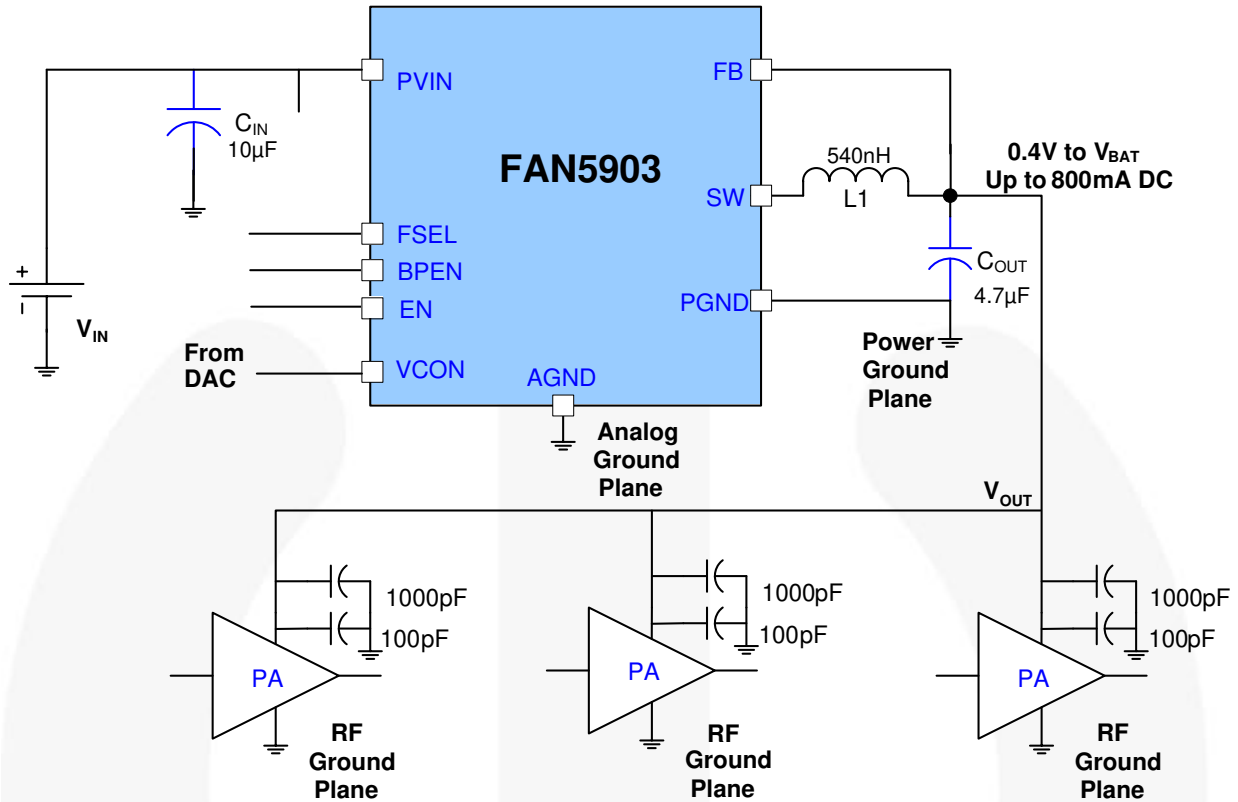 PVIN
FB
C_IN
10µF
FAN5903
540nH
L1
SW
0.4V to V_BAT
Up to 800mA DC
FSEL
BPEN
EN
C_OUT
4.7µF
+
-
V_IN
PGND
From
DAC
VCON
AGND
Power
Ground
Plane
Analog
Ground
Plane
V_OUT
1000pF
100pF
PA
RF
Ground
Plane
1000pF
100pF
PA
RF
Ground
Plane
1000pF
100pF
PA
RF
Ground
Plane